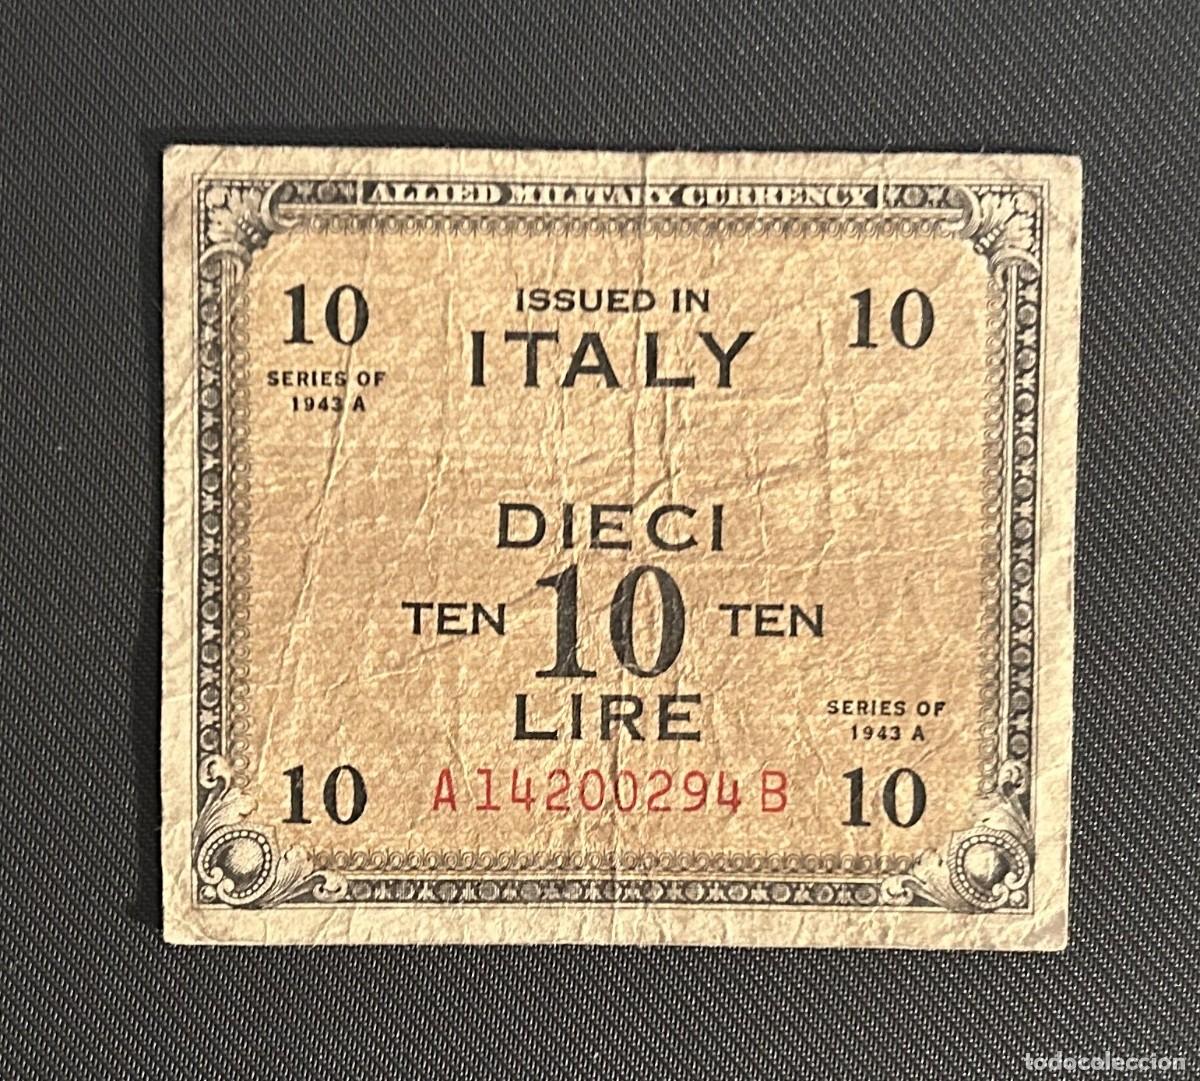 ALLIED MILITARY CURRENCY
10 ISSUED IN 10
ITALY
SERIES OF
1943 A
DIECI
TEN 10 TEN
LIRE
SERIES OF
1943 A
10 A14200294B 10
todocoleccion